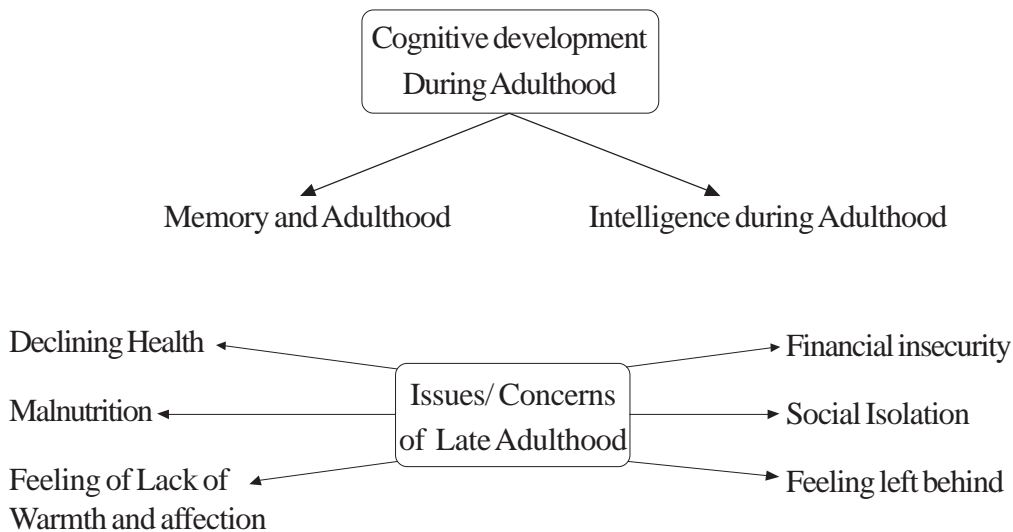 Cognitive development
During Adulthood
Memory and Adulthood
Intelligence during Adulthood
Declining Health
Malnutrition
Feeling of Lack of
Warmth and affection
Issues/ Concerns
of Late Adulthood
Financial insecurity
Social Isolation
Feeling left behind